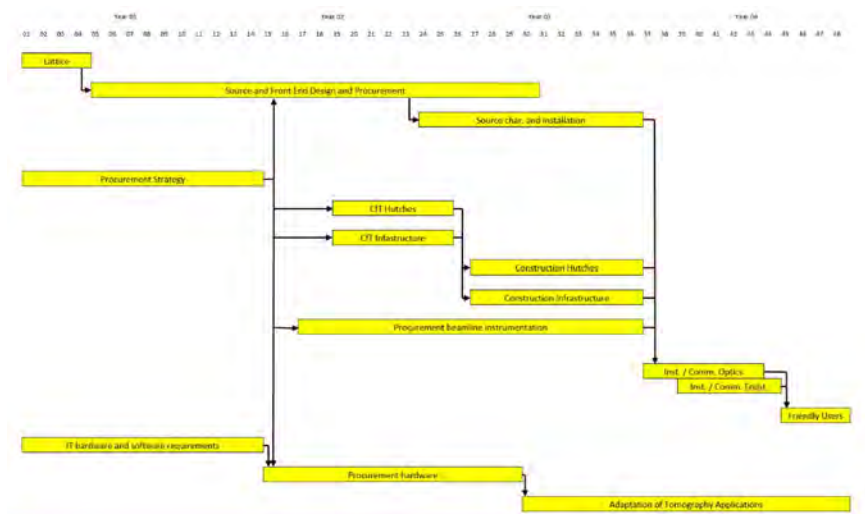 Year 01 Year 02 Year 03 Year 04
01 02 03 04 05 06 07 08 09 10 11 12 13 14 15 16 17 18 19 20 21 22 23 24 25 26 27 28 29 30 31 32 33 34 35 36 37 38 39 40 41 42 43 44 45 46 47 48
Lattice
Source and Front End Design and Procurement
Source char. and installation
Procurement Strategy
CfT Hutches
CfT Infastructure
Construction Hutches
Construction Infrastructure
Procurement beamline instrumentation
Inst. / Comm. Optics
Inst. / Comm. Endst.
Friendly Users
IT hardware and software requirements
Procurement hardware
Adaptation of Tomography Applications